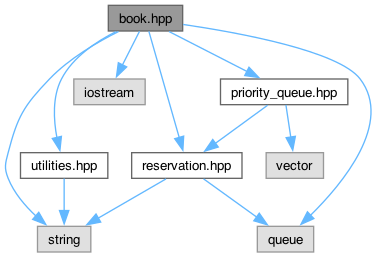 book.hpp
iostream
priority_queue.hpp
utilities.hpp
reservation.hpp
vector
string
queue